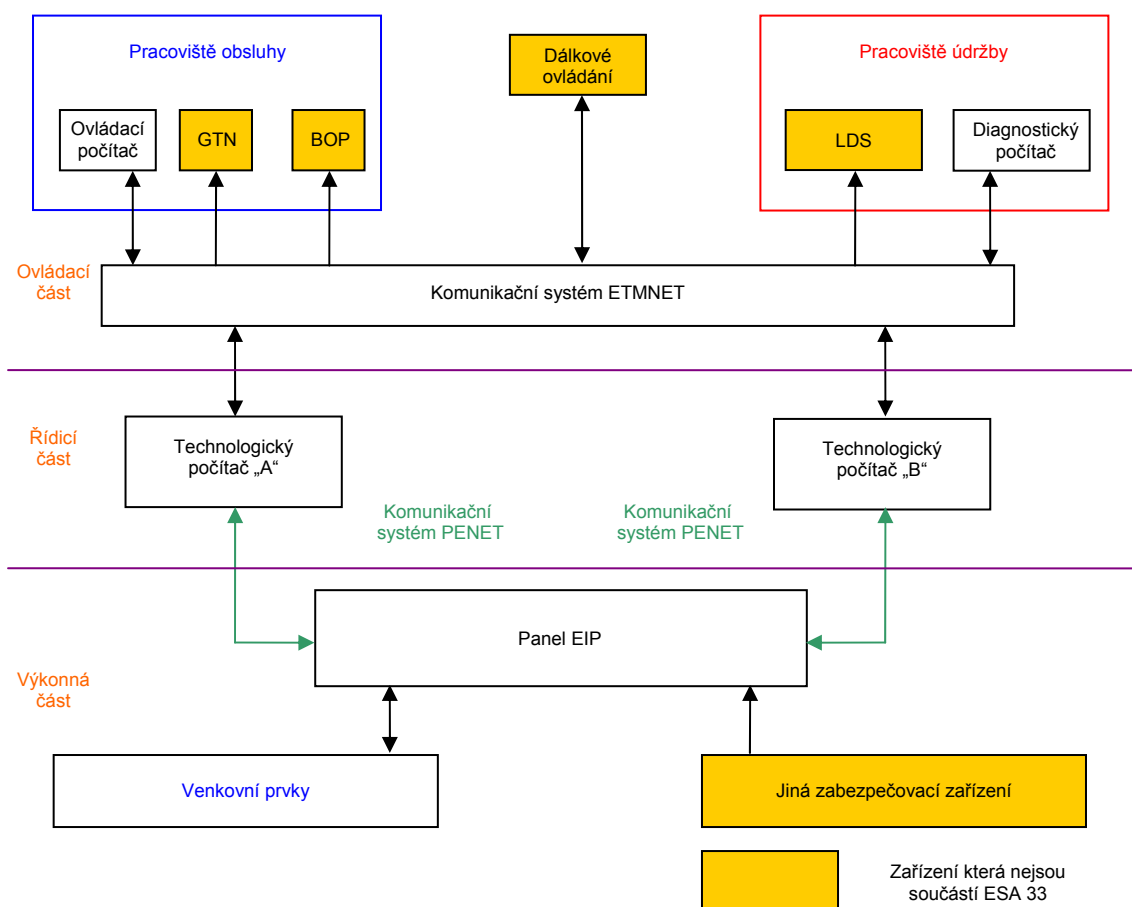 Pracoviště obsluhy
Dálkové
ovládání
Pracoviště údržby
Ovládací
počítač
GTN
BOP
LDS
Diagnostický
počítač
Ovládací
část
Komunikační systém ETMNET
Řídicí
část
Technologický
počítač „A“
Technologický
počítač „B“
Komunikační
systém PENET
Komunikační
systém PENET
Panel EIP
Výkonná
část
Venkovní prvky
Jiná zabezpečovací zařízení
Zařízení která nejsou
součástí ESA 33